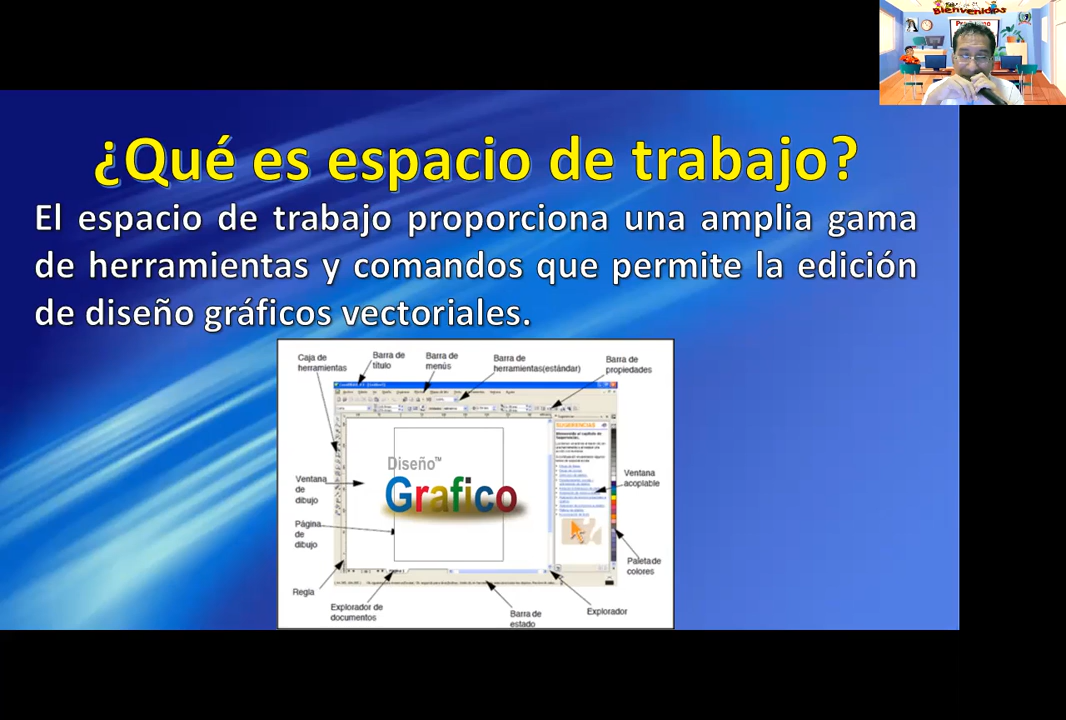 Bienvenidos
¿Qué es espacio de trabajo?
El espacio de trabajo proporciona una amplia gama
de herramientas y comandos que permite la edición
de diseño gráficos vectoriales.
Caja de
herramientas
Barra de
título
Barra de
menús
Barra de
herramientas(estándar)
Barra de
propiedades
SUGERENCIAS
Diseño™
Grafico
Ventana
de
dibujo
Ventana
acoplable
Página
de
dibujo
Paleta de
colores
Regla
Explorador de
documentos
Barra de
estado
Explorador